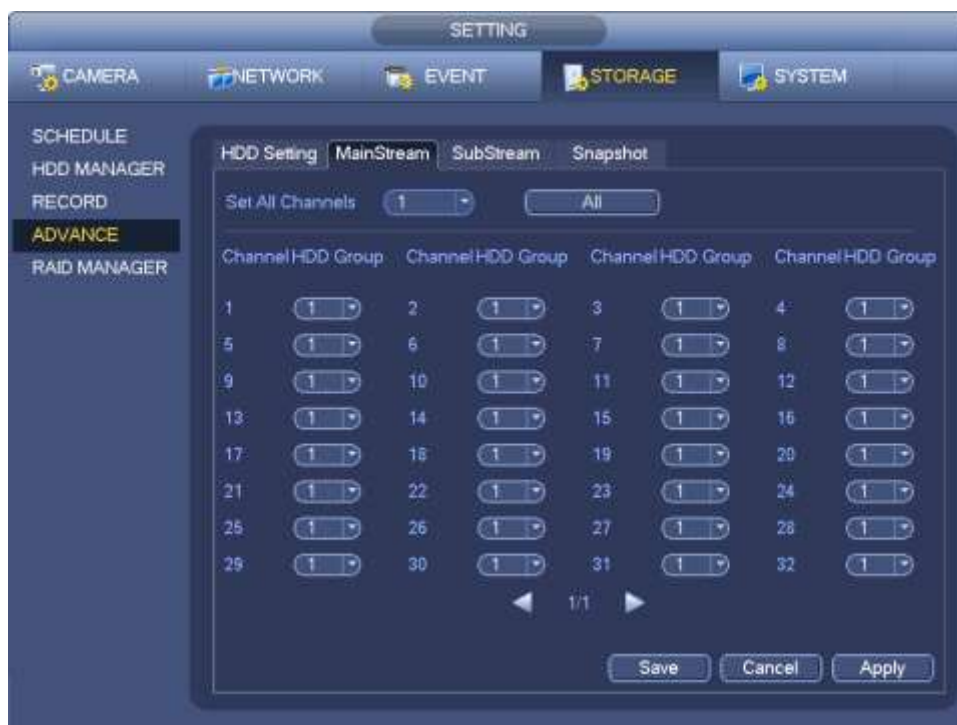 SETTING
CAMERA NETWORK EVENT STORAGE SYSTEM
SCHEDULE
HDD MANAGER
RECORD
ADVANCE
RAID MANAGER
HDD Setting MainStream SubStream Snapshot
Set All Channels 1 All
Channel HDD Group Channel HDD Group Channel HDD Group Channel HDD Group
1 1 2 1 3 1 4 1
5 1 6 1 7 1 8 1
9 1 10 1 11 1 12 1
13 1 14 1 15 1 16 1
17 1 18 1 19 1 20 1
21 1 22 1 23 1 24 1
25 1 26 1 27 1 28 1
29 1 30 1 31 1 32 1
1/1
Save Cancel Apply